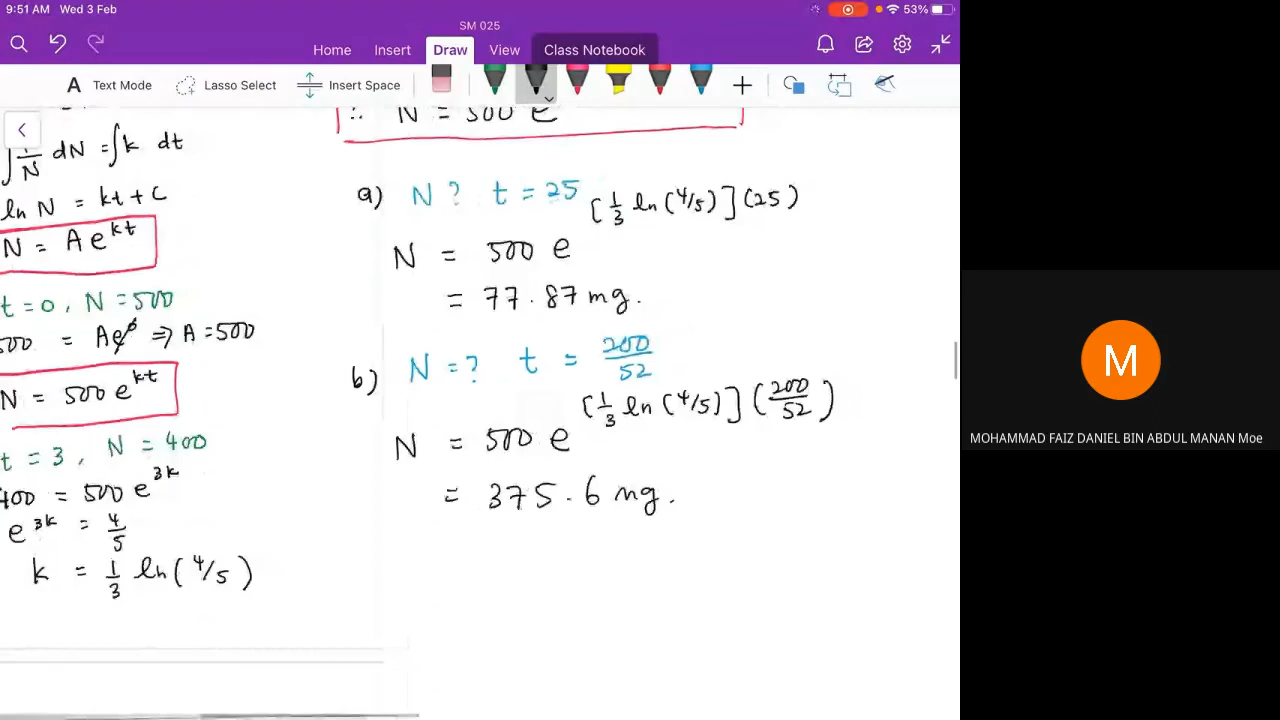 9:51 AM Wed 3 Feb
53%
SM 025
Home Insert Draw View Class Notebook
A Text Mode Lasso Select Insert Space
∫ 1/N dN = ∫ k dt
ln N = kt + C
N = Ae^kt
t = 0, N = 500
500 = Ae^0 ⇒ A = 500
N = 500 e^kt
t = 3, N = 400
400 = 500 e^3k
e^3k = 4/5
k = 1/3 ln(4/5)
∴ N = 500 e
a) N? t = 25
N = 500 e^[1/3 ln(4/5)](25)
= 77.87 mg.
b) N = ? t = 200/52
N = 500 e^[1/3 ln(4/5)](200/52)
= 375.6 mg.
M
MOHAMMAD FAIZ DANIEL BIN ABDUL MANAN Moe